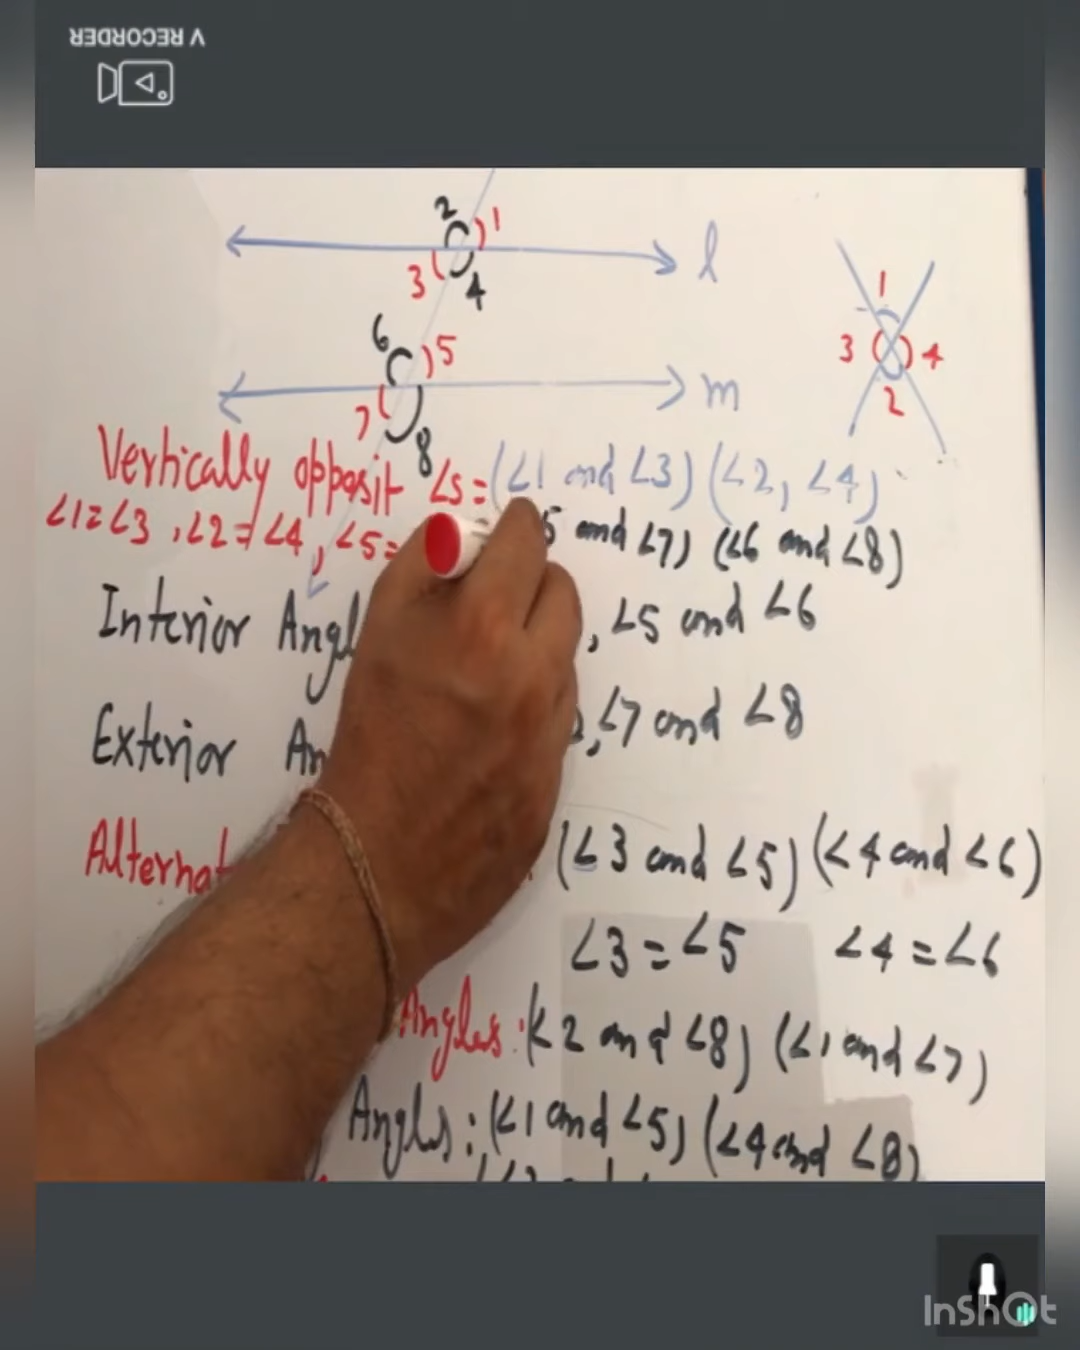 V RECORDER
2 1
3 4
l
6 5
7 8
m
1
3 4
2
Vertically opposit ∠s = (∠1 and ∠3) (∠2, ∠4)
∠1=∠3, ∠2=∠4, ∠5=
5 and ∠7) (∠6 and ∠8)
Interior Angl , ∠5 and ∠6
Exterior An , ∠7 and ∠8
Alternat (∠3 and ∠5) (∠4 and ∠6)
∠3 = ∠5 ∠4 = ∠6
Angles: (∠2 and ∠8) (∠1 and ∠7)
Angles: (∠1 and ∠5) (∠4 and ∠8)
InShOt